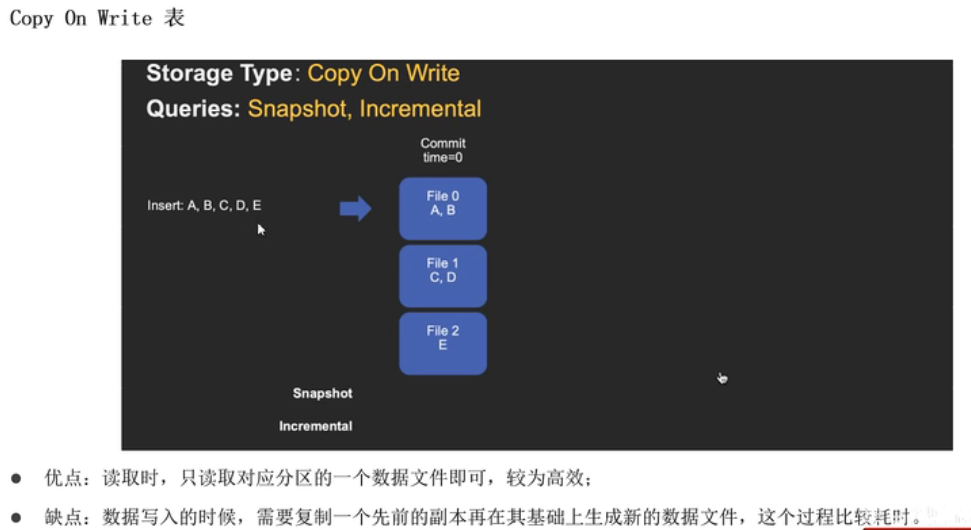 Copy On Write 表
Storage Type: Copy On Write
Queries: Snapshot, Incremental
Commit
time=0
Insert: A, B, C, D, E
File 0
A, B
File 1
C, D
File 2
E
Snapshot
Incremental
● 优点：读取时，只读取对应分区的一个数据文件即可，较为高效；
● 缺点：数据写入的时候，需要复制一个先前的副本再在其基础上生成新的数据文件，这个过程比较耗时。